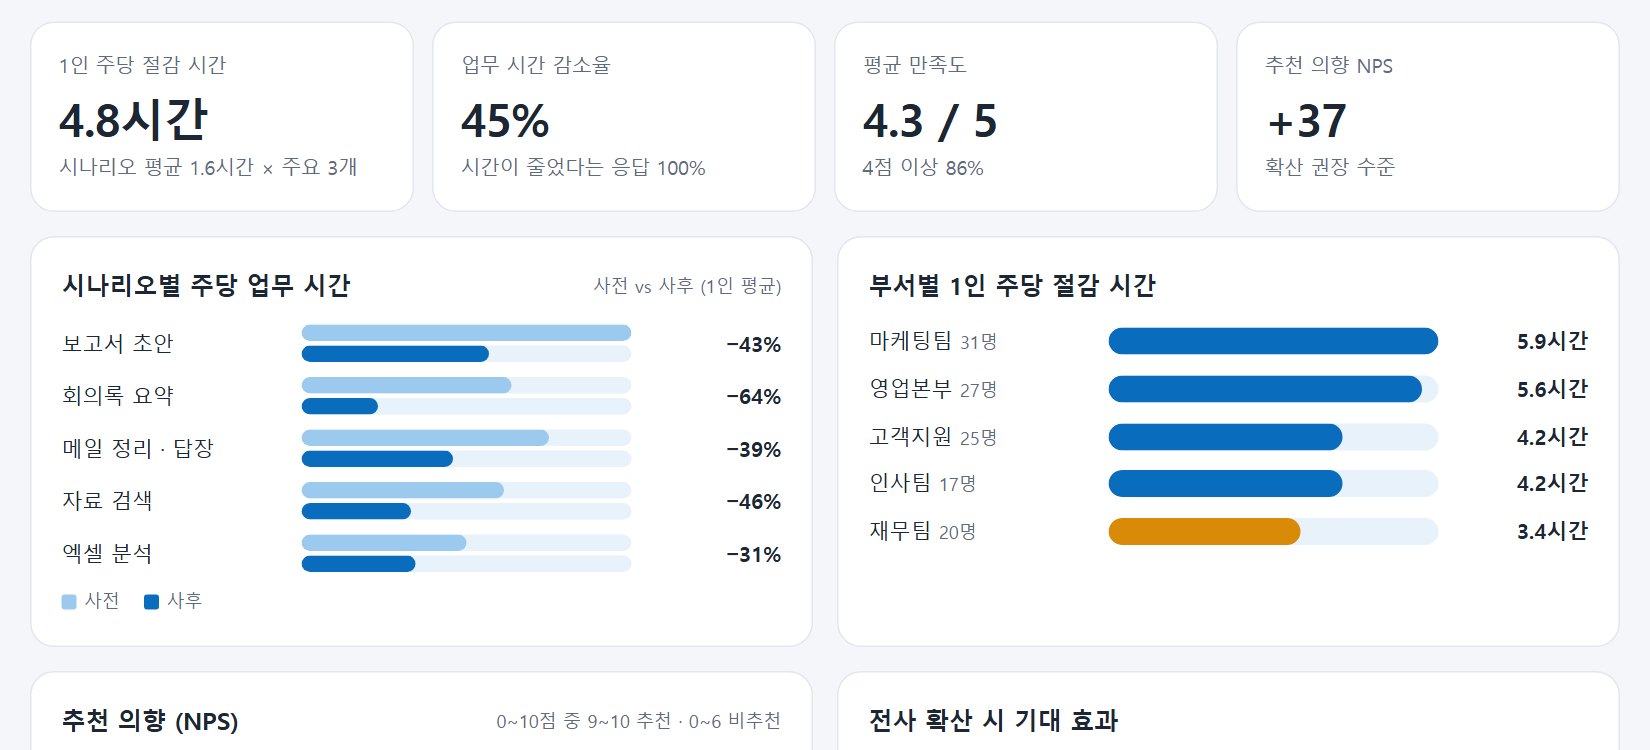 1인 주당 절감 시간
4.8시간
시나리오 평균 1.6시간 × 주요 3개
업무 시간 감소율
45%
시간이 줄었다는 응답 100%
평균 만족도
4.3 / 5
4점 이상 86%
추천 의향 NPS
+37
확산 권장 수준
시나리오별 주당 업무 시간
사전 vs 사후 (1인 평균)
보고서 초안 −43%
회의록 요약 −64%
메일 정리 · 답장 −39%
자료 검색 −46%
엑셀 분석 −31%
사전 사후
부서별 1인 주당 절감 시간
마케팅팀 31명 5.9시간
영업본부 27명 5.6시간
고객지원 25명 4.2시간
인사팀 17명 4.2시간
재무팀 20명 3.4시간
추천 의향 (NPS)
0~10점 중 9~10 추천 · 0~6 비추천
전사 확산 시 기대 효과